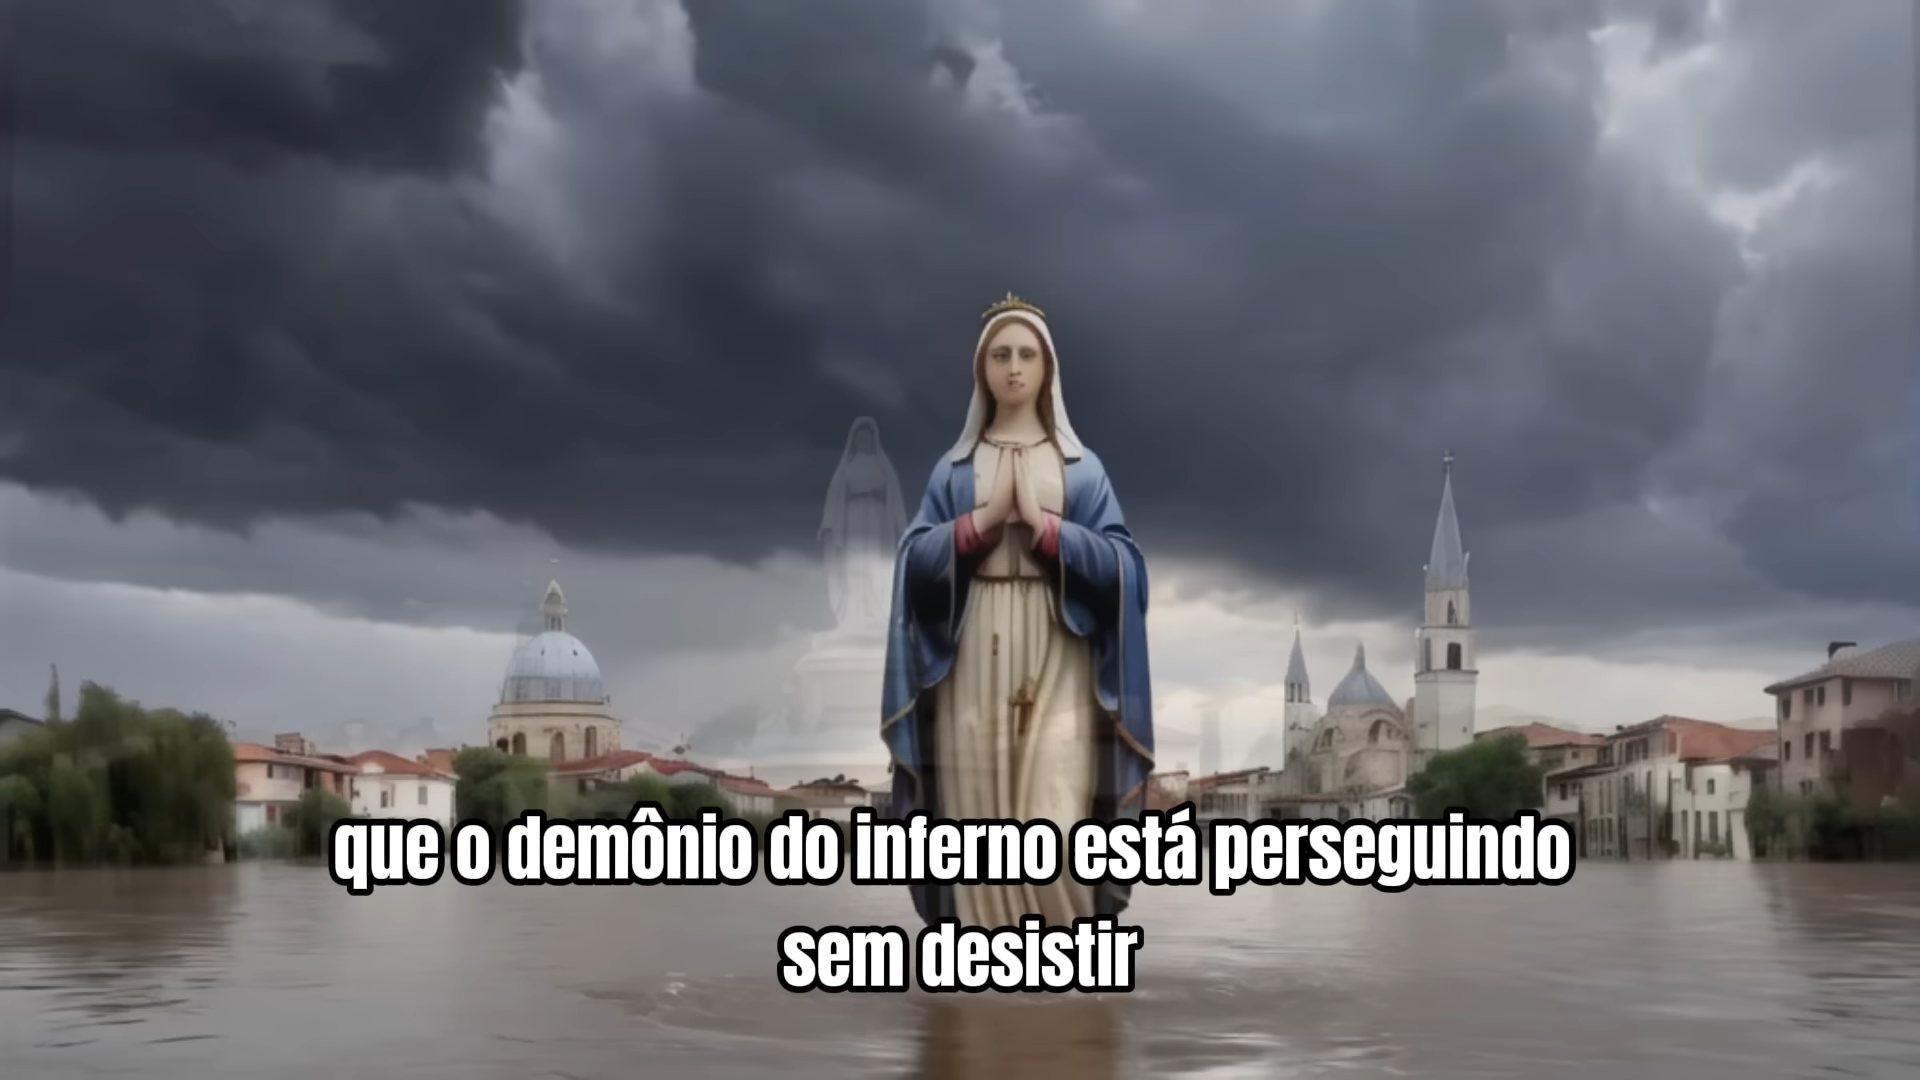 que o demônio do inferno está perseguindo
sem desistir